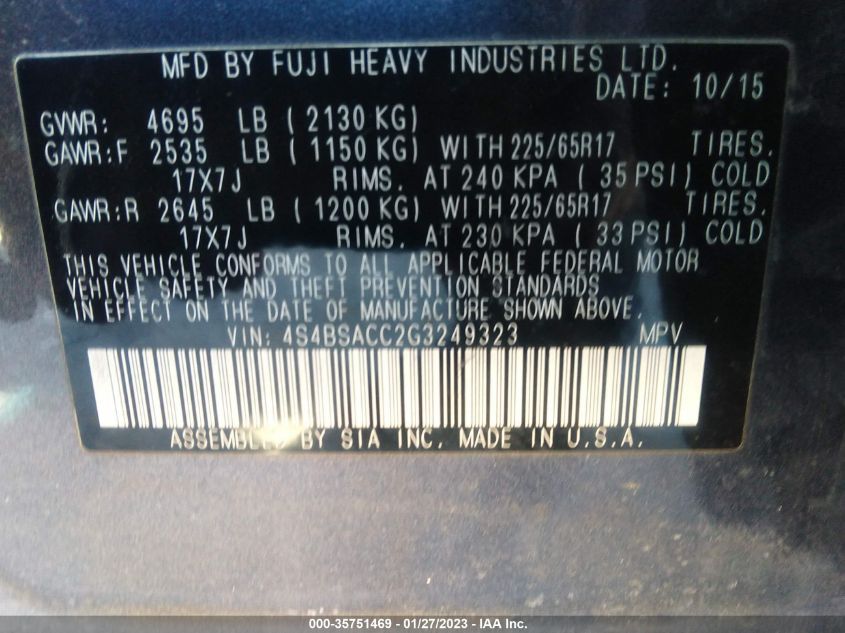 MFD BY FUJI HEAVY INDUSTRIES LTD.
DATE: 10/15
GVWR: 4695 LB ( 2130 KG)
GAWR:F 2535 LB ( 1150 KG) WITH 225/65R17 TIRES,
17X7J RIMS, AT 240 KPA ( 35 PSI) COLD
GAWR:R 2645 LB ( 1200 KG) WITH 225/65R17 TIRES,
17X7J RIMS, AT 230 KPA ( 33 PSI) COLD
THIS VEHICLE CONFORMS TO ALL APPLICABLE FEDERAL MOTOR
VEHICLE SAFETY AND THEFT PREVENTION STANDARDS
IN EFFECT ON THE DATE OF MANUFACTURE SHOWN ABOVE.
VIN: 4S4BSACC2G3249323 MPV
ASSEMBLED BY SIA INC. MADE IN U.S.A.
000-35751469 - 01/27/2023 - IAA Inc.